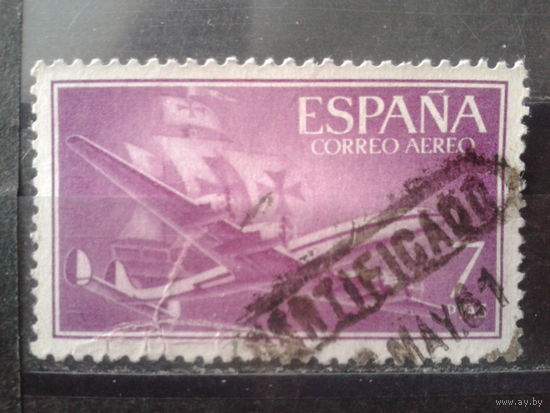 ESPAÑA
CORREO AEREO
7
PTAS
CERTIFICADO
MAY.61
www.ay.by